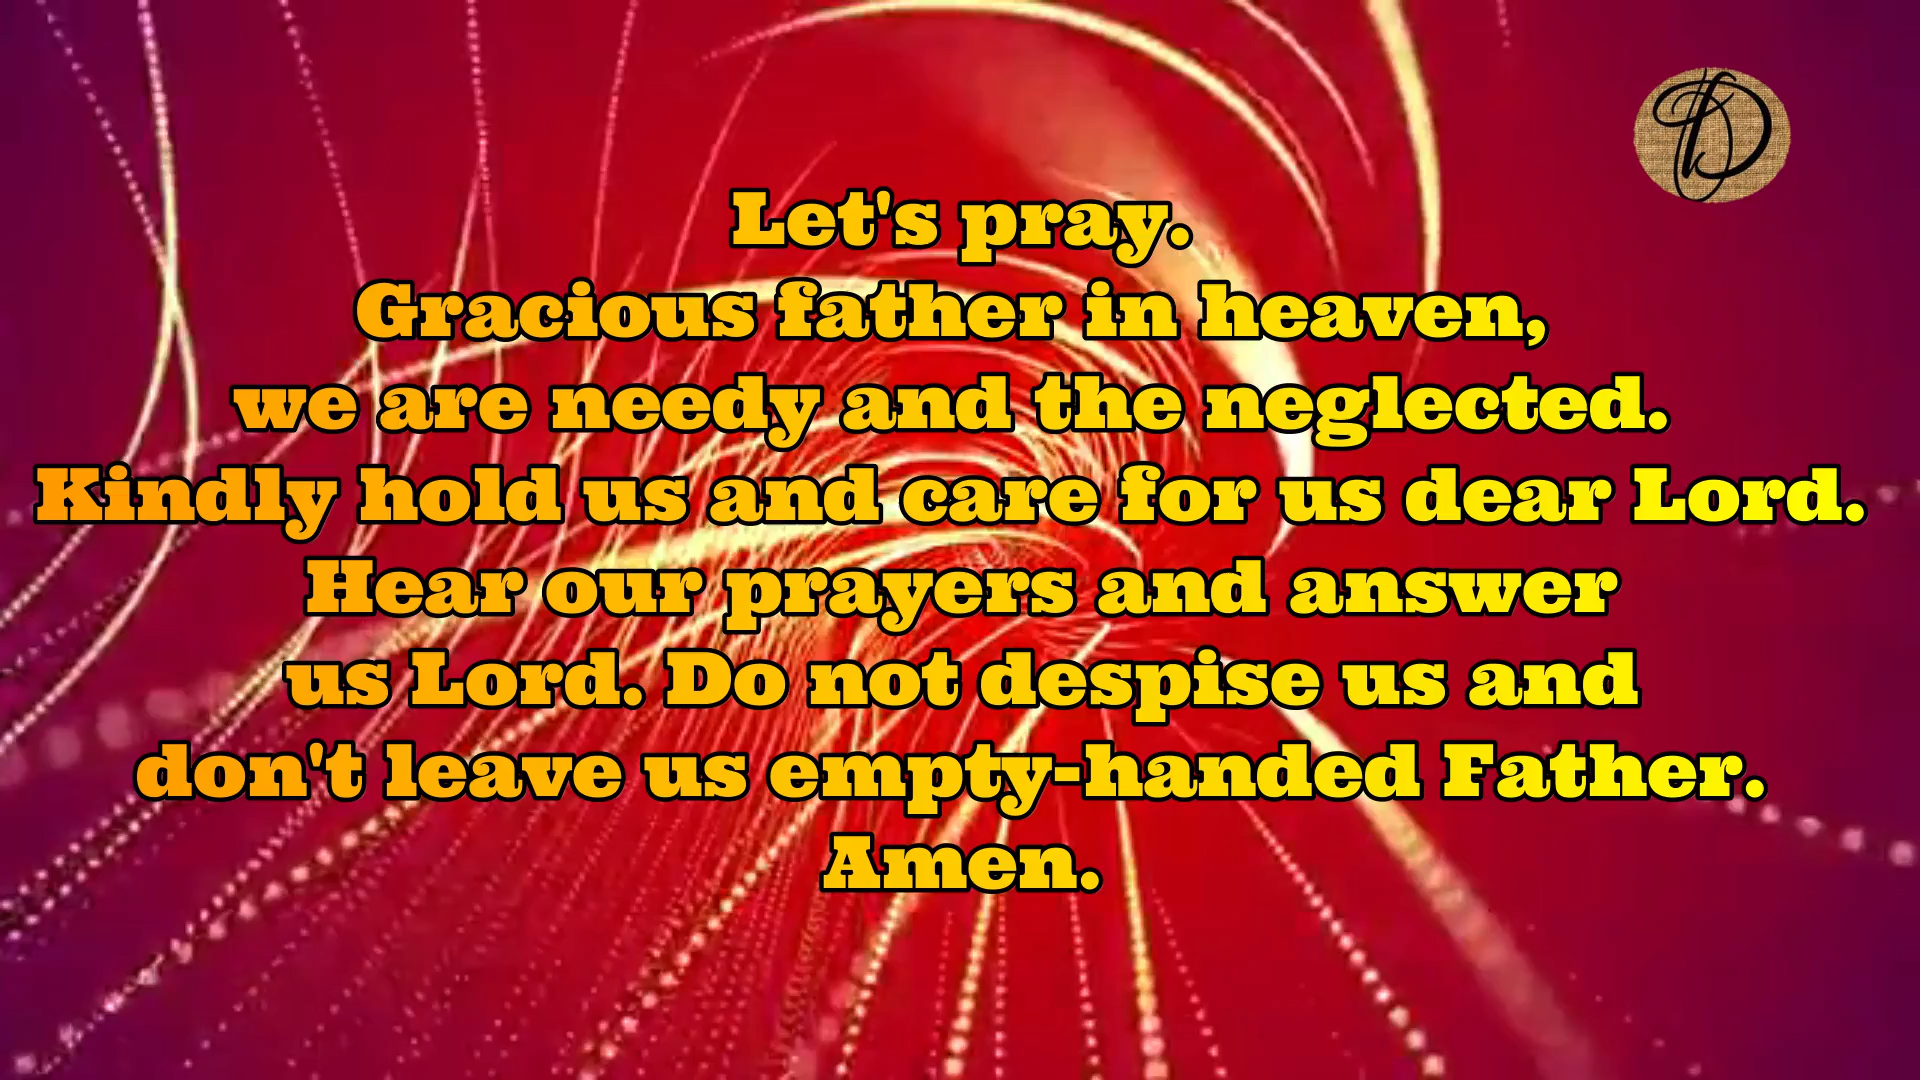 Let's pray.
Gracious father in heaven,
we are needy and the neglected.
Kindly hold us and care for us dear Lord.
Hear our prayers and answer
us Lord. Do not despise us and
don't leave us empty-handed Father.
Amen.